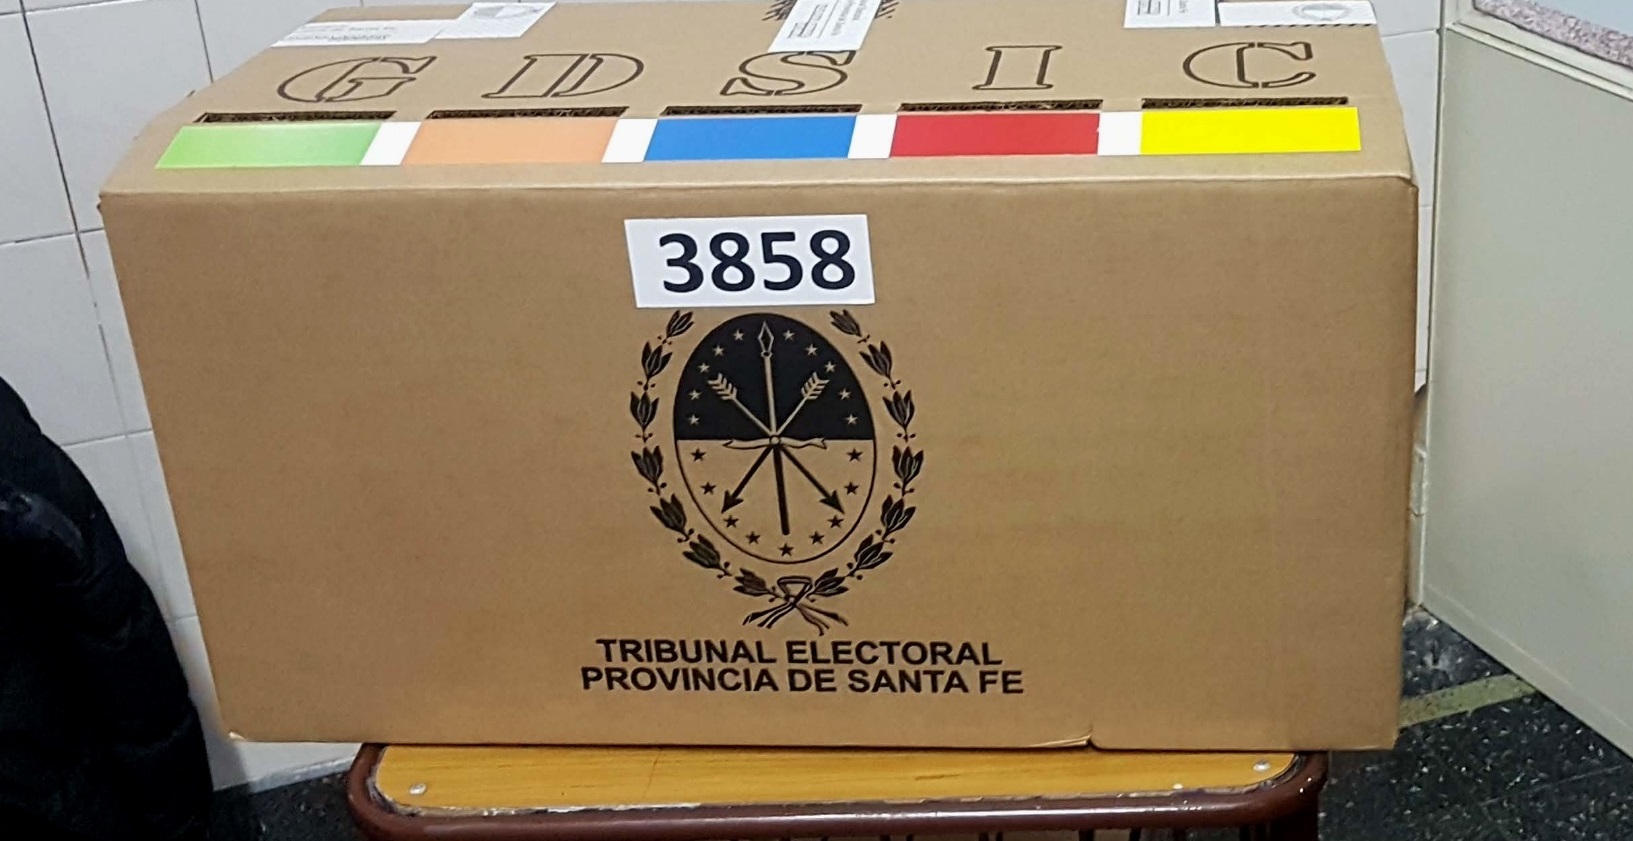 G D S I C
3858
TRIBUNAL ELECTORAL
PROVINCIA DE SANTA FE